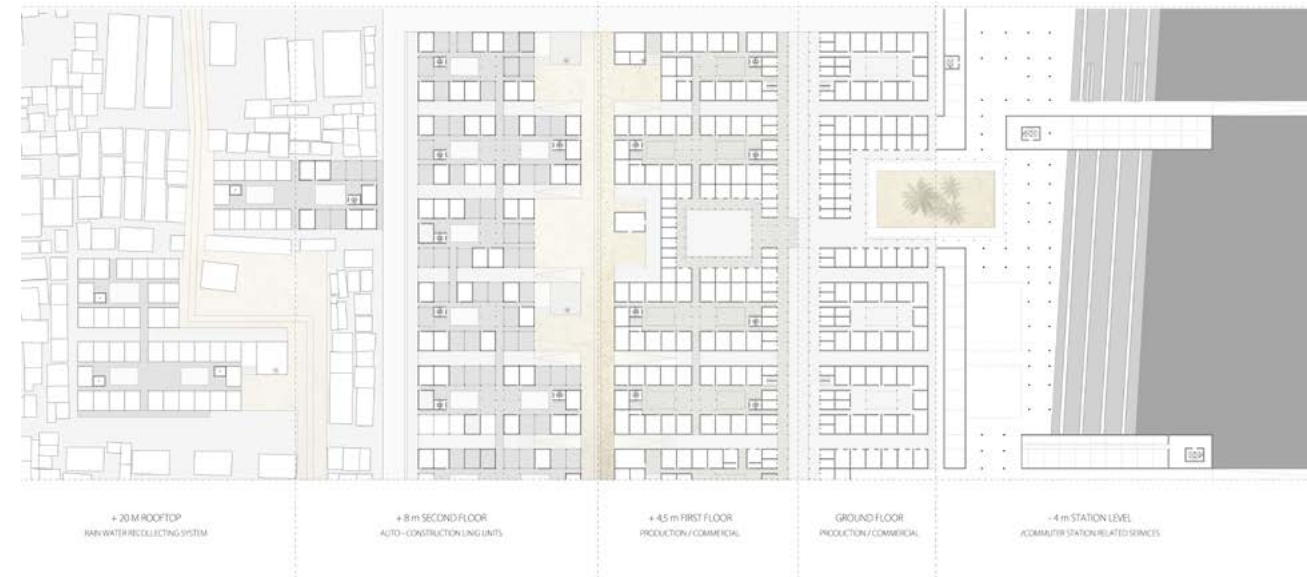 + 20 M ROOFTOP
RAIN WATER RECOLLECTING SYSTEM
+ 8 m SECOND FLOOR
AUTO - CONSTRUCTION LINIG UNITS
+ 4,5 m FIRST FLOOR
PRODUCTION / COMMERCIAL
GROUND FLOOR
PRODUCTION / COMMERCIAL
- 4 m STATION LEVEL
/COMMUTER STATION RELATED SERVICES